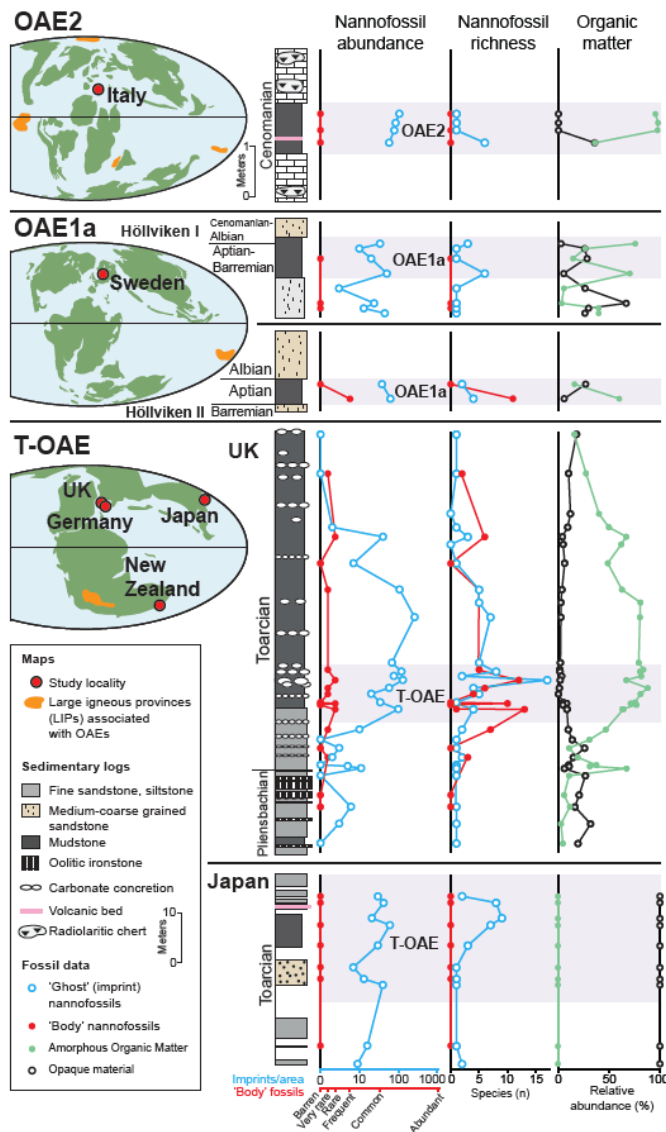 OAE2
Nannofossil
abundance
Nannofossil
richness
Organic
matter
Italy
Cenomanian
Meters
1
0
OAE2
OAE1a
Höllviken I
Cenomanian-
Albian
Aptian-
Barremian
OAE1a
Sweden
Albian
Aptian
Höllviken II
Barremian
OAE1a
T-OAE
UK
UK
Germany
Japan
New
Zealand
Toarcian
Pliensbachian
T-OAE
Maps
Study locality
Large igneous provinces
(LIPs) associated
with OAEs
Sedimentary logs
Fine sandstone, siltstone
Medium-coarse grained
sandstone
Mudstone
Oolitic ironstone
Carbonate concretion
Volcanic bed
Radiolaritic chert
10
Meters
0
Fossil data
'Ghost' (imprint)
nannofossils
'Body' nannofossils
Amorphous Organic Matter
Opaque material
Japan
Toarcian
T-OAE
Imprints/area
'Body' fossils
0 10 100 1000
Barren
Very rare
Rare
Frequent
Common
Abundant
0 5 10 15
Species (n)
0 50 100
Relative
abundance (%)